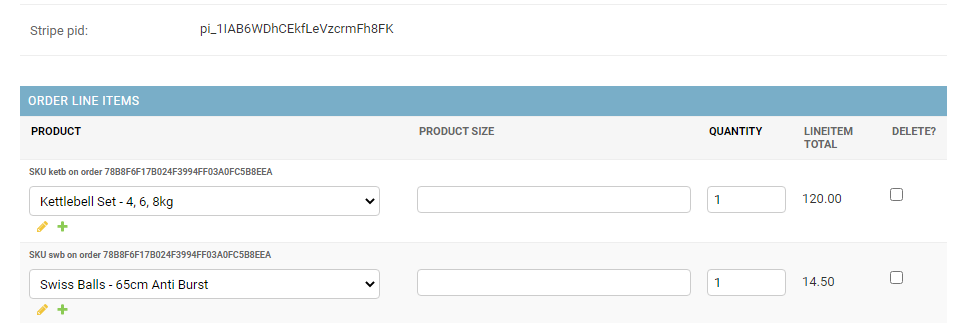 Stripe pid: pi_1IAB6WDhCEkfLeVzcrmFh8FK
ORDER LINE ITEMS
PRODUCT PRODUCT SIZE QUANTITY LINEITEM TOTAL DELETE?
SKU ketb on order 78B8F6F17B024F3994FF03A0FC5B8EEA
Kettlebell Set - 4, 6, 8kg 1 120.00
SKU swb on order 78B8F6F17B024F3994FF03A0FC5B8EEA
Swiss Balls - 65cm Anti Burst 1 14.50